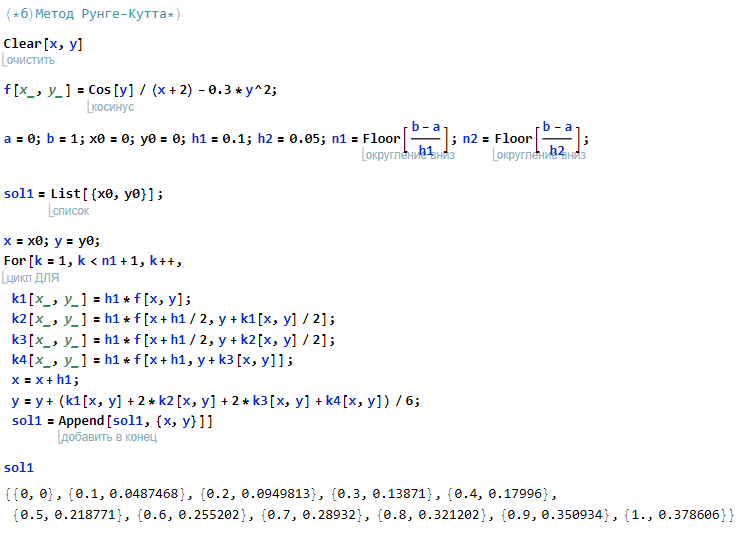 (*б)Метод Рунге-Кутта*)
Clear[x, y]
очистить
f[x_, y_] = Cos[y] / (x + 2) - 0.3 * y^2;
косинус
a = 0; b = 1; x0 = 0; y0 = 0; h1 = 0.1; h2 = 0.05; n1 = Floor[(b - a)/h1]; n2 = Floor[(b - a)/h2];
округление вниз округление вниз
sol1 = List[{x0, y0}];
список
x = x0; y = y0;
For[k = 1, k < n1 + 1, k++,
цикл ДЛЯ
k1[x_, y_] = h1 * f[x, y];
k2[x_, y_] = h1 * f[x + h1 / 2, y + k1[x, y] / 2];
k3[x_, y_] = h1 * f[x + h1 / 2, y + k2[x, y] / 2];
k4[x_, y_] = h1 * f[x + h1, y + k3[x, y]];
x = x + h1;
y = y + (k1[x, y] + 2 * k2[x, y] + 2 * k3[x, y] + k4[x, y]) / 6;
sol1 = Append[sol1, {x, y}]]
добавить в конец
sol1
{{0, 0}, {0.1, 0.0487468}, {0.2, 0.0949813}, {0.3, 0.13871}, {0.4, 0.17996},
{0.5, 0.218771}, {0.6, 0.255202}, {0.7, 0.28932}, {0.8, 0.321202}, {0.9, 0.350934}, {1., 0.378606}}